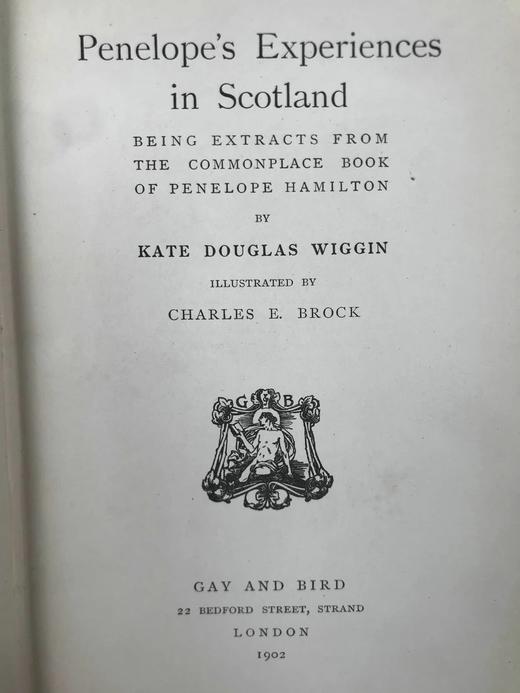 Penelope's Experiences
in Scotland
BEING EXTRACTS FROM
THE COMMONPLACE BOOK
OF PENELOPE HAMILTON
BY
KATE DOUGLAS WIGGIN
ILLUSTRATED BY
CHARLES E. BROCK
G B
GAY AND BIRD
22 BEDFORD STREET, STRAND
LONDON
1902